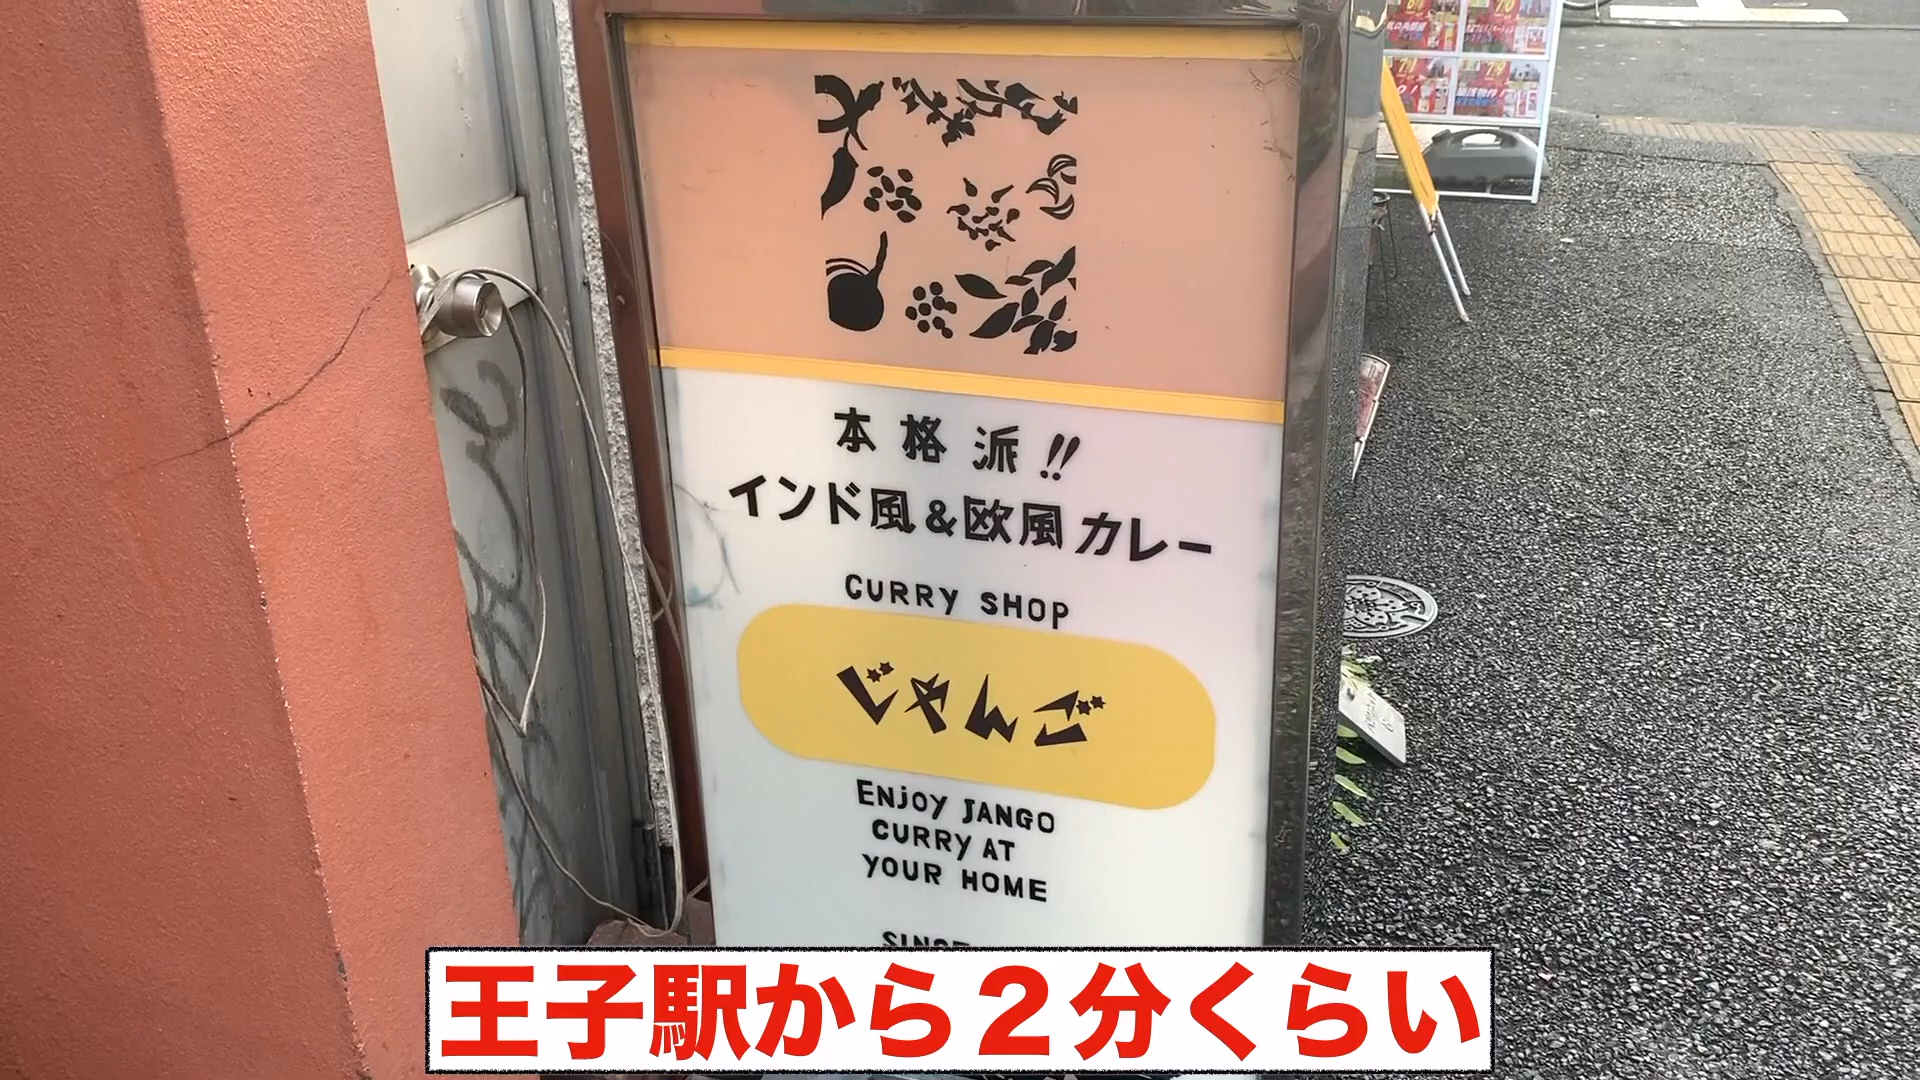 本格派!!
インド風&欧風カレー
CURRY SHOP
じゃんご
ENJOY JANGO
CURRY AT
YOUR HOME
SINCE
王子駅から２分くらい